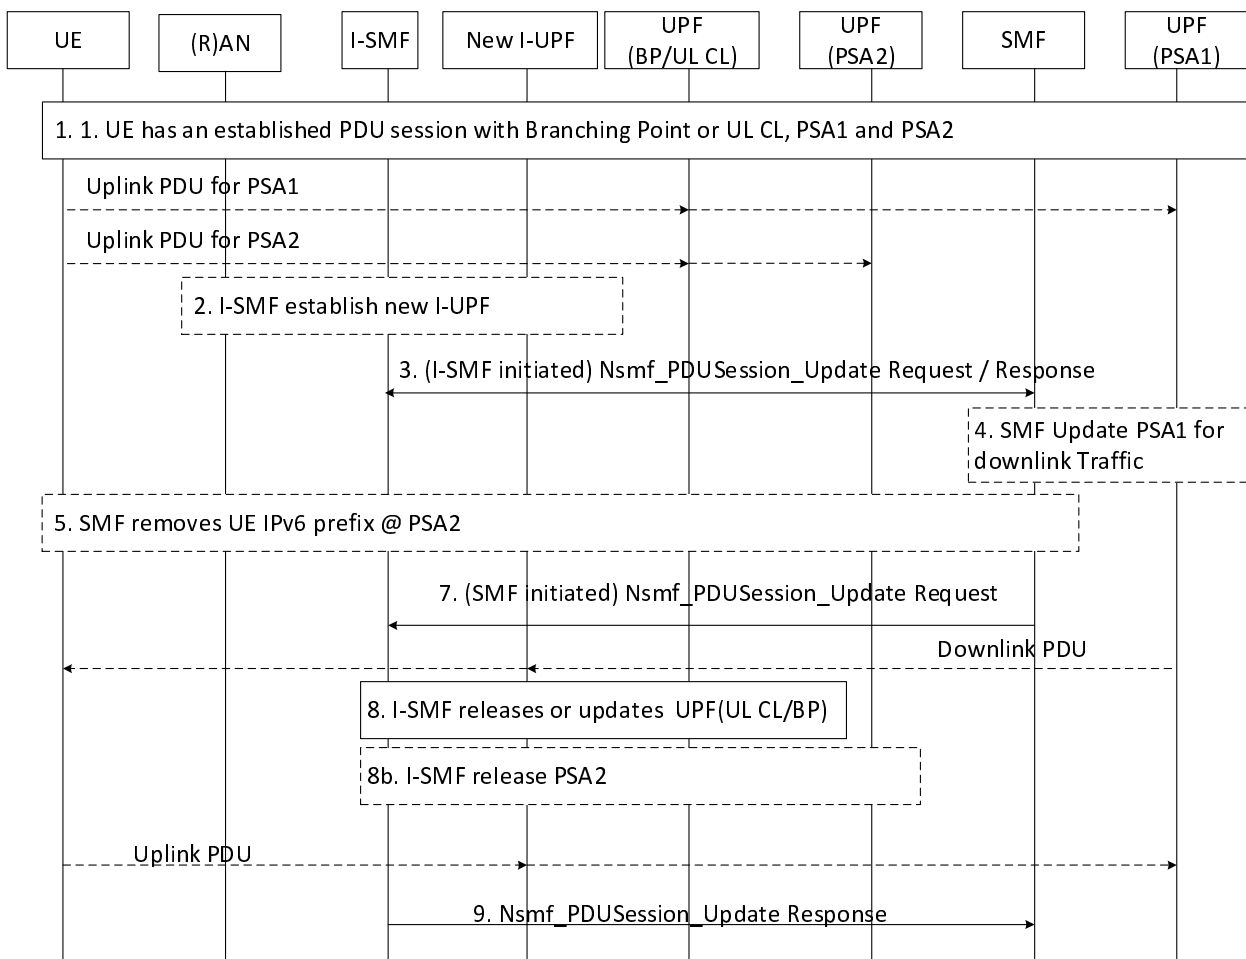 UE
(R)AN
I-SMF
New I-UPF
UPF
(BP/UL CL)
UPF
(PSA2)
SMF
UPF
(PSA1)
1. 1. UE has an established PDU session with Branching Point or UL CL, PSA1 and PSA2
Uplink PDU for PSA1
Uplink PDU for PSA2
2. I-SMF establish new I-UPF
3. (I-SMF initiated) Nsmf_PDUSession_Update Request / Response
4. SMF Update PSA1 for
downlink Traffic
5. SMF removes UE IPv6 prefix @ PSA2
7. (SMF initiated) Nsmf_PDUSession_Update Request
Downlink PDU
8. I-SMF releases or updates UPF(UL CL/BP)
8b. I-SMF release PSA2
Uplink PDU
9. Nsmf_PDUSession_Update Response